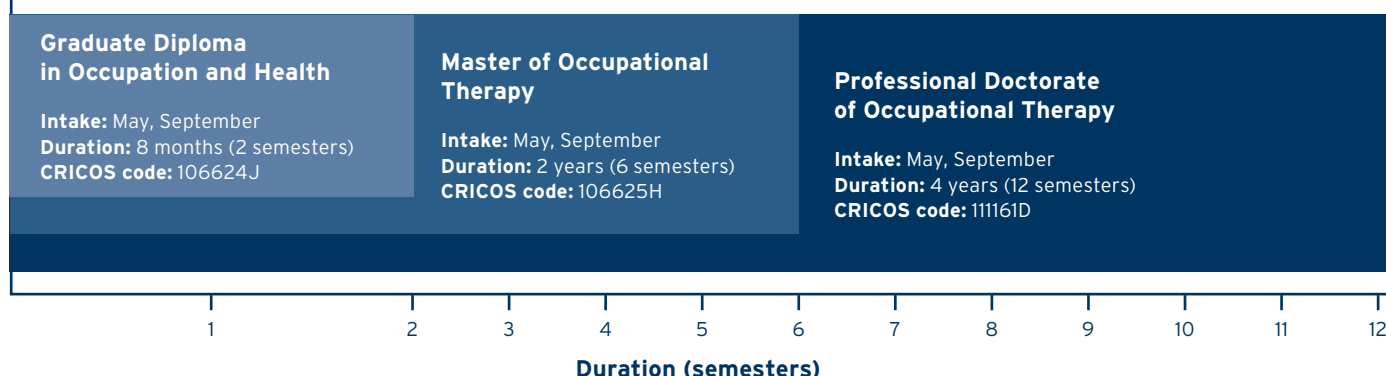 Graduate Diploma
in Occupation and Health
Intake: May, September
Duration: 8 months (2 semesters)
CRICOS code: 106624J
Master of Occupational
Therapy
Intake: May, September
Duration: 2 years (6 semesters)
CRICOS code: 106625H
Professional Doctorate
of Occupational Therapy
Intake: May, September
Duration: 4 years (12 semesters)
CRICOS code: 111161D
1 2 3 4 5 6 7 8 9 10 11 12
Duration (semesters)